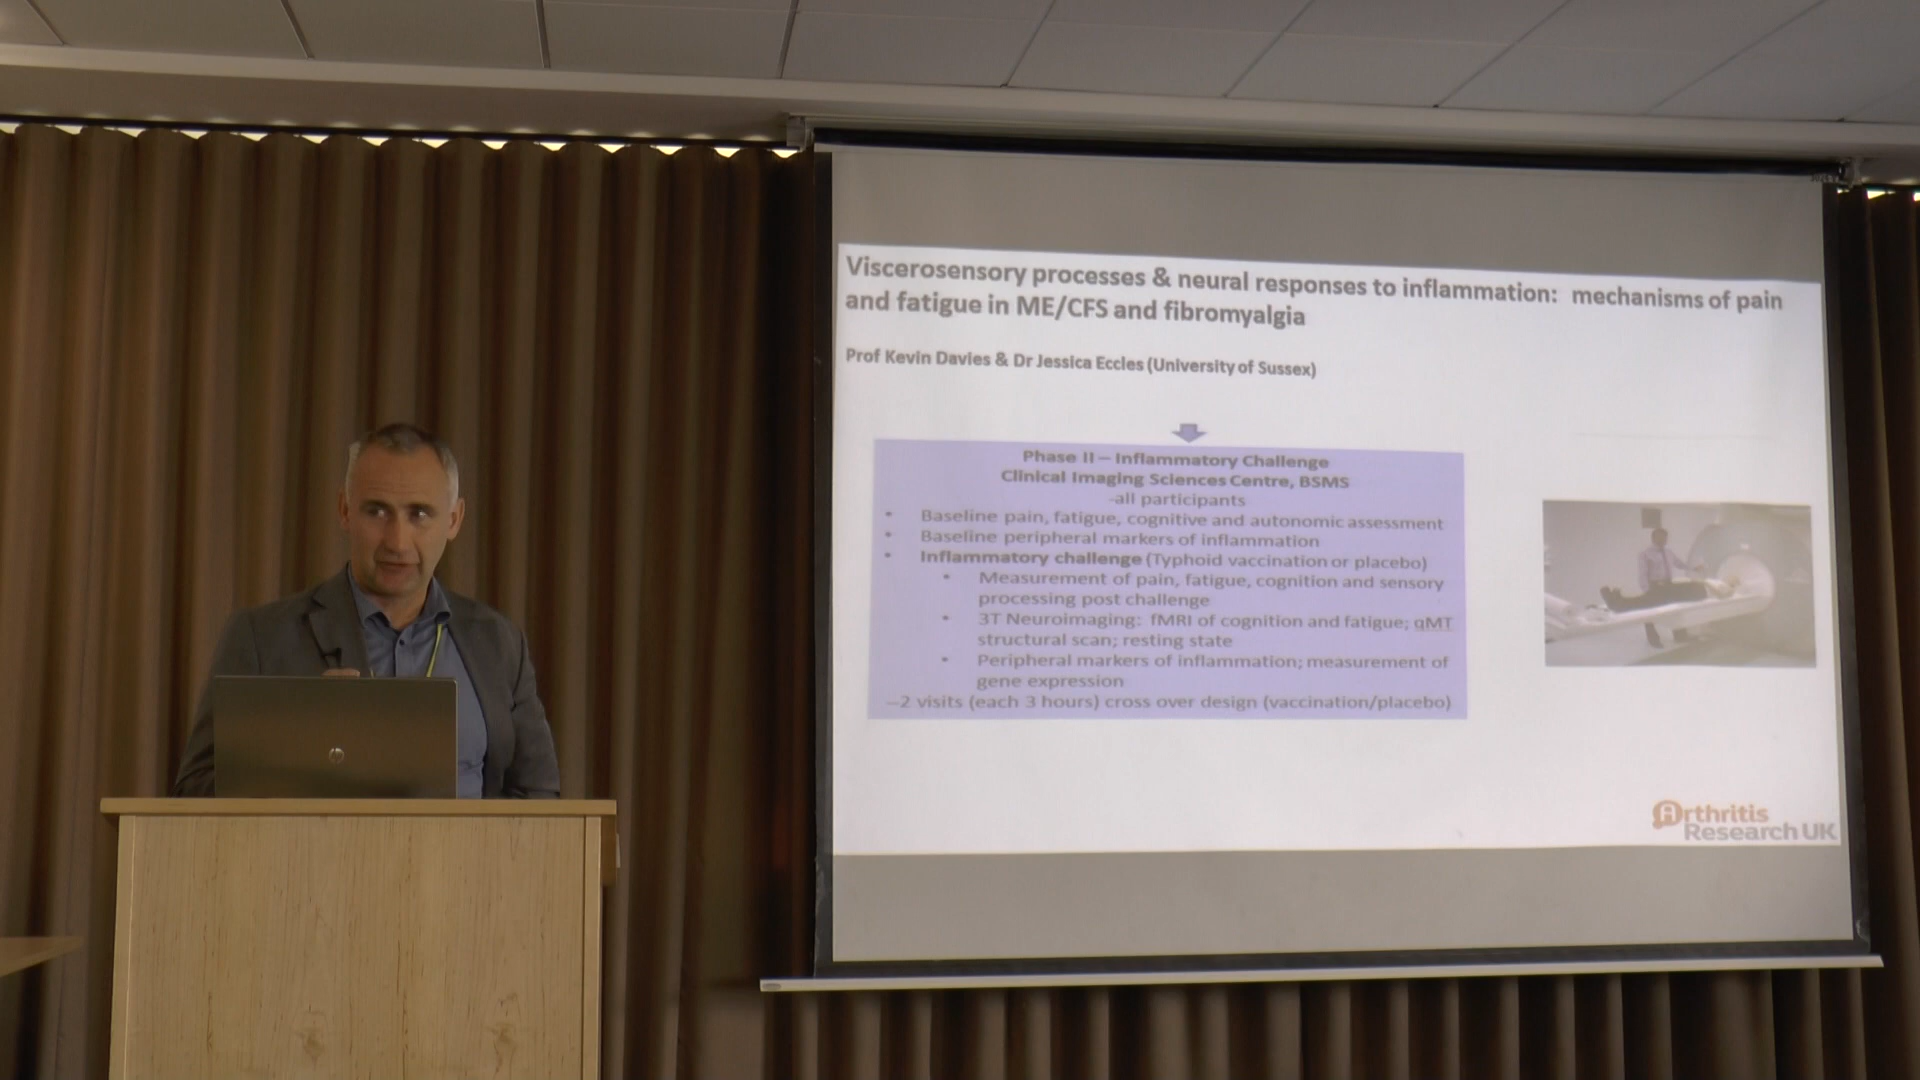 Viscerosensory processes & neural responses to inflammation: mechanisms of pain
and fatigue in ME/CFS and fibromyalgia
Prof Kevin Davies & Dr Jessica Eccles (University of Sussex)
Phase II – Inflammatory Challenge
Clinical Imaging Sciences Centre, BSMS
-all participants
• Baseline pain, fatigue, cognitive and autonomic assessment
• Baseline peripheral markers of inflammation
• Inflammatory challenge (Typhoid vaccination or placebo)
• Measurement of pain, fatigue, cognition and sensory
processing post challenge
• 3T Neuroimaging: fMRI of cognition and fatigue; qMT
structural scan; resting state
• Peripheral markers of inflammation; measurement of
gene expression
–2 visits (each 3 hours) cross over design (vaccination/placebo)
Arthritis
Research UK
hp